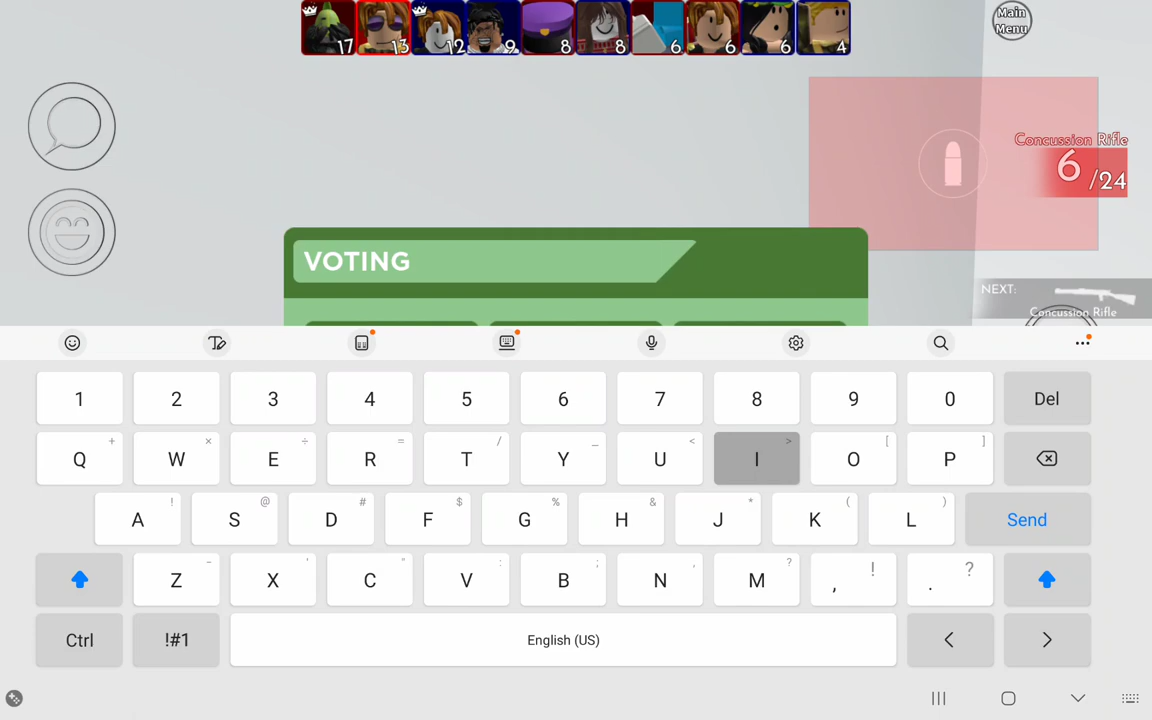 17 13 12 9 8 8 6 6 6 4
Main
Menu
Concussion Rifle
6/24
VOTING
NEXT:
Concussion Rifle
1 2 3 4 5 6 7 8 9 0 Del
+ × ÷ = / _ < > [ ]
Q W E R T Y U I O P
! @ # $ % & * ( )
A S D F G H J K L Send
- ' " : ; , ? ! ?
Z X C V B N M , .
Ctrl !#1 English (US) < >